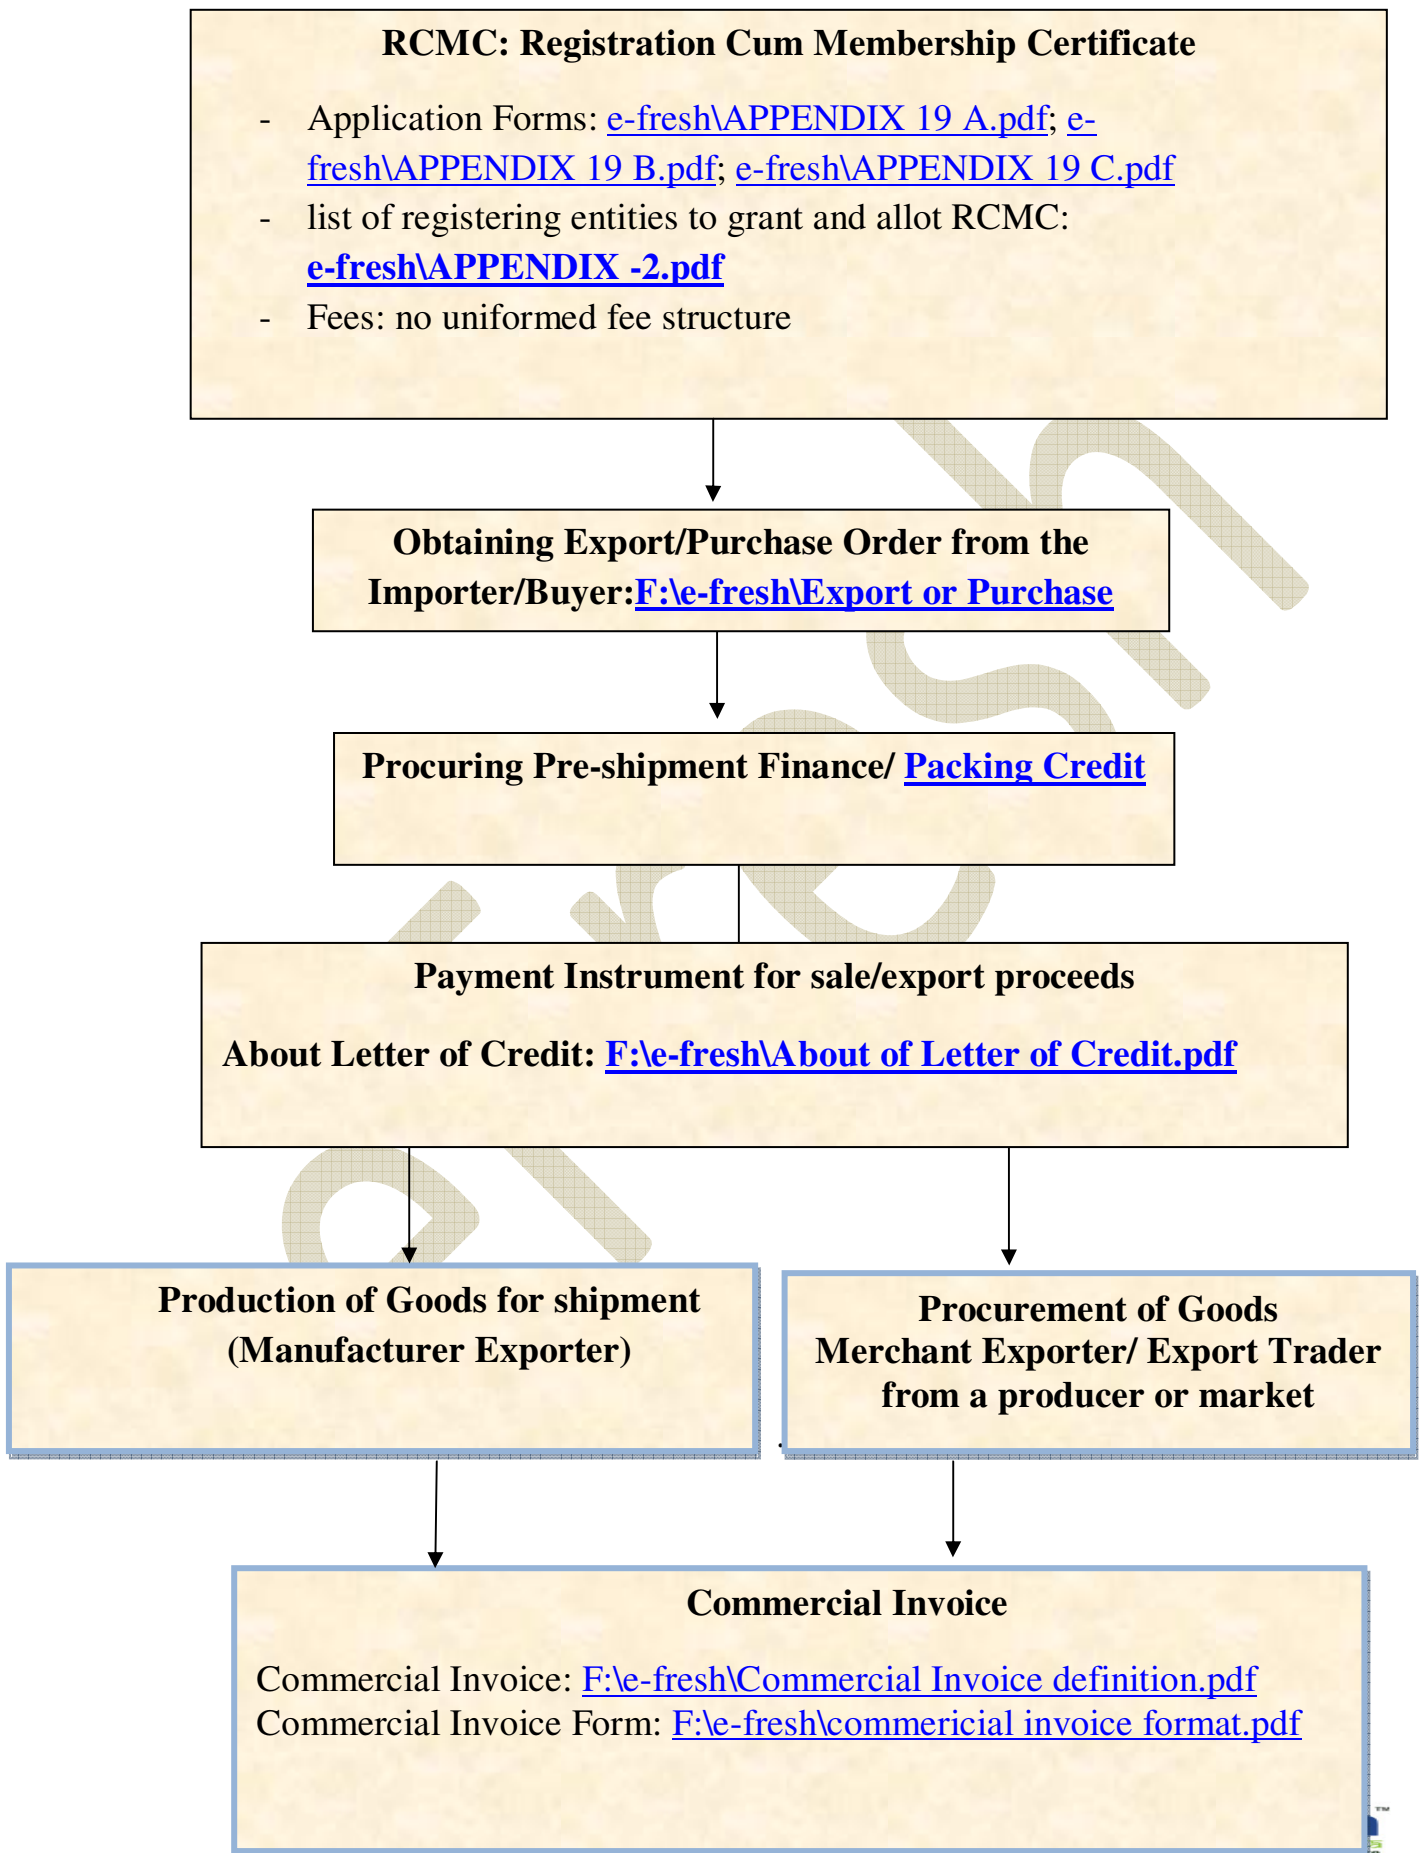 RCMC: Registration Cum Membership Certificate
- Application Forms: e-fresh\APPENDIX 19 A.pdf; e-
fresh\APPENDIX 19 B.pdf; e-fresh\APPENDIX 19 C.pdf
- list of registering entities to grant and allot RCMC:
e-fresh\APPENDIX -2.pdf
- Fees: no uniformed fee structure
Obtaining Export/Purchase Order from the
Importer/Buyer:F:\e-fresh\Export or Purchase
Procuring Pre-shipment Finance/ Packing Credit
Payment Instrument for sale/export proceeds
About Letter of Credit: F:\e-fresh\About of Letter of Credit.pdf
Production of Goods for shipment
(Manufacturer Exporter)
Procurement of Goods
Merchant Exporter/ Export Trader
from a producer or market
.
Commercial Invoice
Commercial Invoice: F:\e-fresh\Commercial Invoice definition.pdf
Commercial Invoice Form: F:\e-fresh\commericial invoice format.pdf
TM